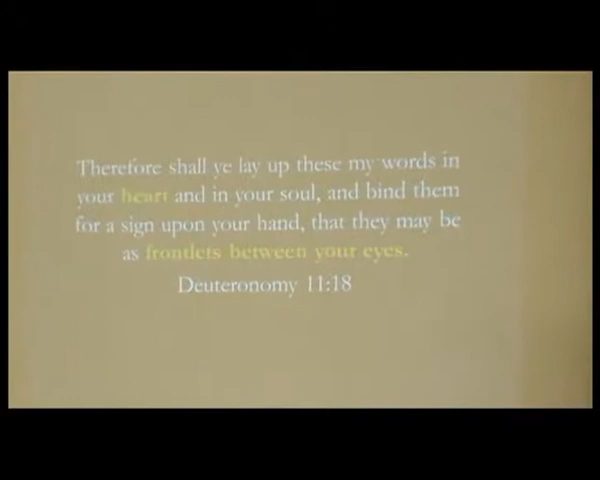 Therefore shall ye lay up these my words in
your heart and in your soul, and bind them
for a sign upon your hand, that they may be
as frontlets between your eyes.
Deuteronomy 11:18